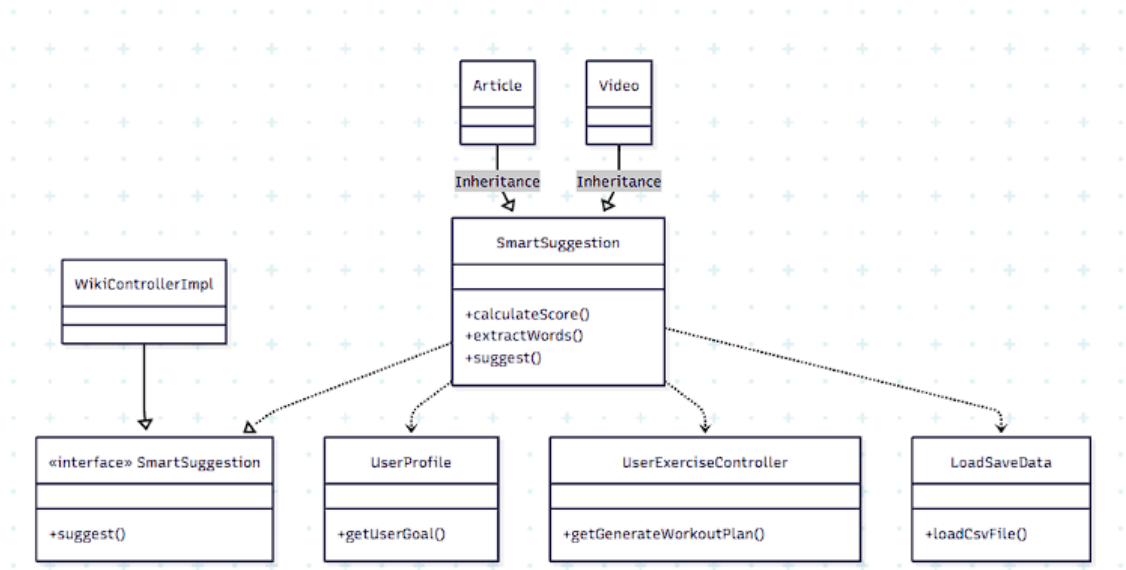 Article
Video
Inheritance
Inheritance
SmartSuggestion
+calculateScore()
+extractWords()
+suggest()
WikiControllerImpl
«interface» SmartSuggestion
+suggest()
UserProfile
+getUserGoal()
UserExerciseController
+getGenerateWorkoutPlan()
LoadSaveData
+loadCsvFile()